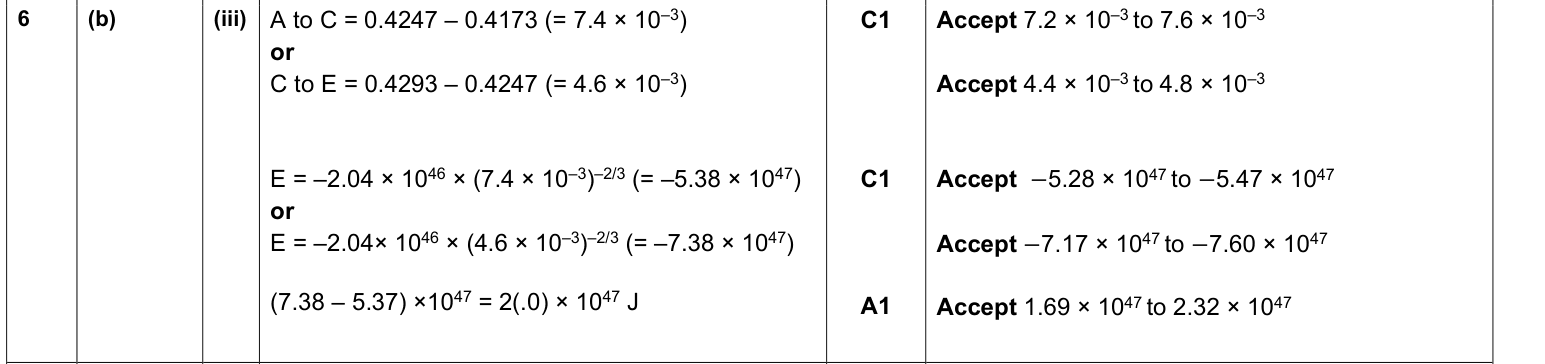 6 (b) (iii) A to C = 0.4247 – 0.4173 (= 7.4 × 10⁻³) C1 Accept 7.2 × 10⁻³ to 7.6 × 10⁻³
or
C to E = 0.4293 – 0.4247 (= 4.6 × 10⁻³) Accept 4.4 × 10⁻³ to 4.8 × 10⁻³
E = –2.04 × 10⁴⁶ × (7.4 × 10⁻³)⁻²/³ (= –5.38 × 10⁴⁷) C1 Accept −5.28 × 10⁴⁷ to −5.47 × 10⁴⁷
or
E = –2.04× 10⁴⁶ × (4.6 × 10⁻³)⁻²/³ (= –7.38 × 10⁴⁷) Accept −7.17 × 10⁴⁷ to −7.60 × 10⁴⁷
(7.38 – 5.37) ×10⁴⁷ = 2(.0) × 10⁴⁷ J A1 Accept 1.69 × 10⁴⁷ to 2.32 × 10⁴⁷